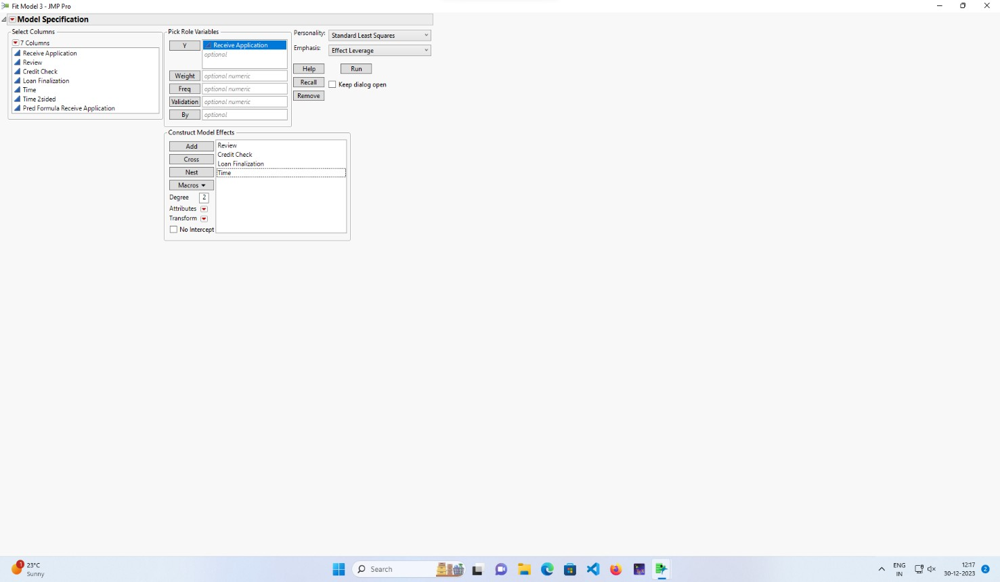 Fit Model 3 - JMP Pro
Model Specification
Select Columns
7 Columns
Receive Application
Review
Credit Check
Loan Finalization
Time
Time 2sided
Pred Formula Receive Application
Pick Role Variables
Y
Receive Application
optional
Weight
optional numeric
Freq
optional numeric
Validation
optional numeric
By
optional
Personality:
Standard Least Squares
Emphasis:
Effect Leverage
Help
Run
Recall
Keep dialog open
Remove
Construct Model Effects
Add
Cross
Nest
Macros
Degree
2
Attributes
Transform
No Intercept
Review
Credit Check
Loan Finalization
Time
1
23°C
Sunny
Search
ENG
IN
12:17
30-12-2023
2